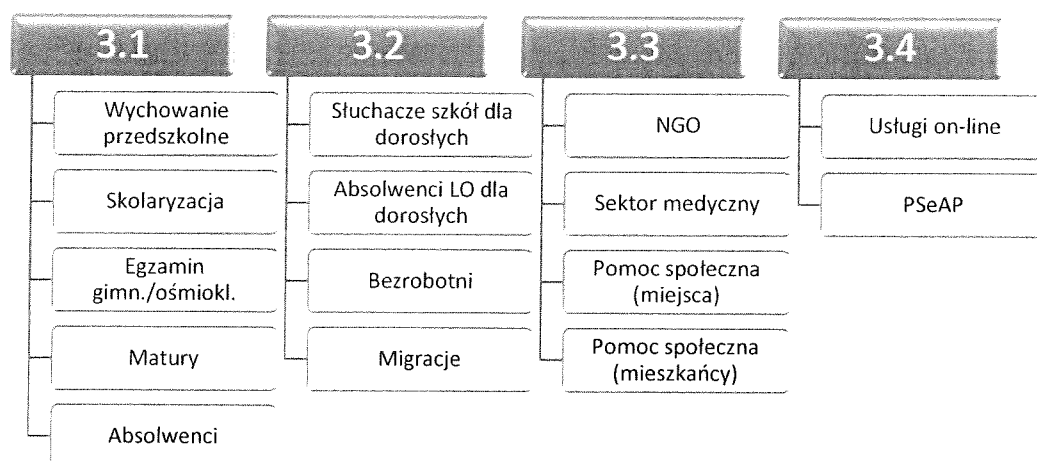 3.1
Wychowanie
przedszkolne
Skolaryzacja
Egzamin
gimn./ośmiokl.
Matury
Absolwenci
3.2
Słuchacze szkół dla
dorosłych
Absolwenci LO dla
dorosłych
Bezrobotni
Migracje
3.3
NGO
Sektor medyczny
Pomoc społeczna
(miejsca)
Pomoc społeczna
(mieszkańcy)
3.4
Usługi on-line
PSeAP